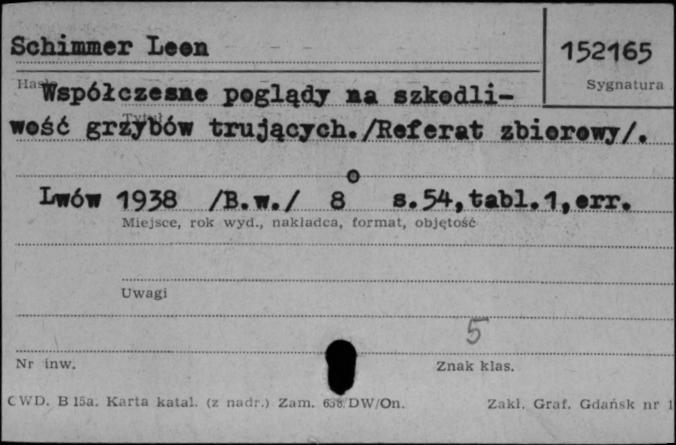 Schimmer Leon
152165
Hasło
Sygnatura
Współczesne poglądy na szkodli-
Tytuł
wość grzybów trujących./Referat zbiorowy/.
Lwów 1938 /B.w./ 8° s.54,tabl.1,err.
Miejsce, rok wyd., nakładca, format, objętość
Uwagi
5
Nr inw.
Znak klas.
CWD. B 15a. Karta katal. (z nadr.) Zam. 638/DW/On.
Zakł. Graf. Gdańsk nr 1